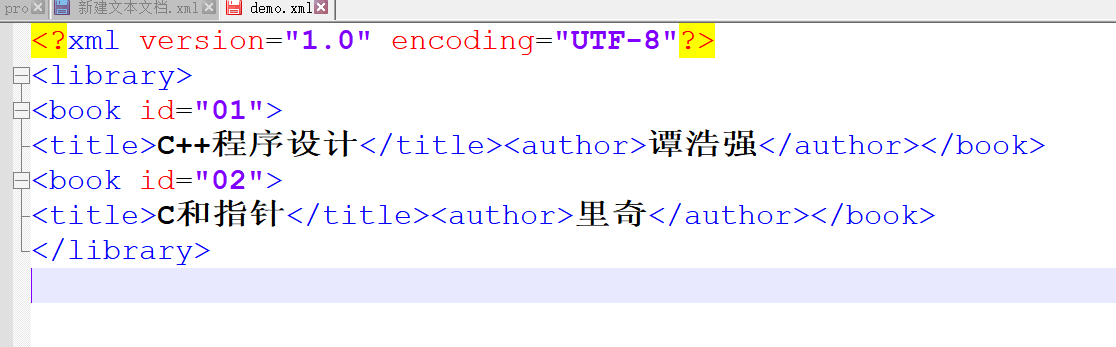 pro 新建文本文档.xml demo.xml
<?xml version="1.0" encoding="UTF-8"?>
<library>
<book id="01">
<title>C++程序设计</title><author>谭浩强</author></book>
<book id="02">
<title>C和指针</title><author>里奇</author></book>
</library>